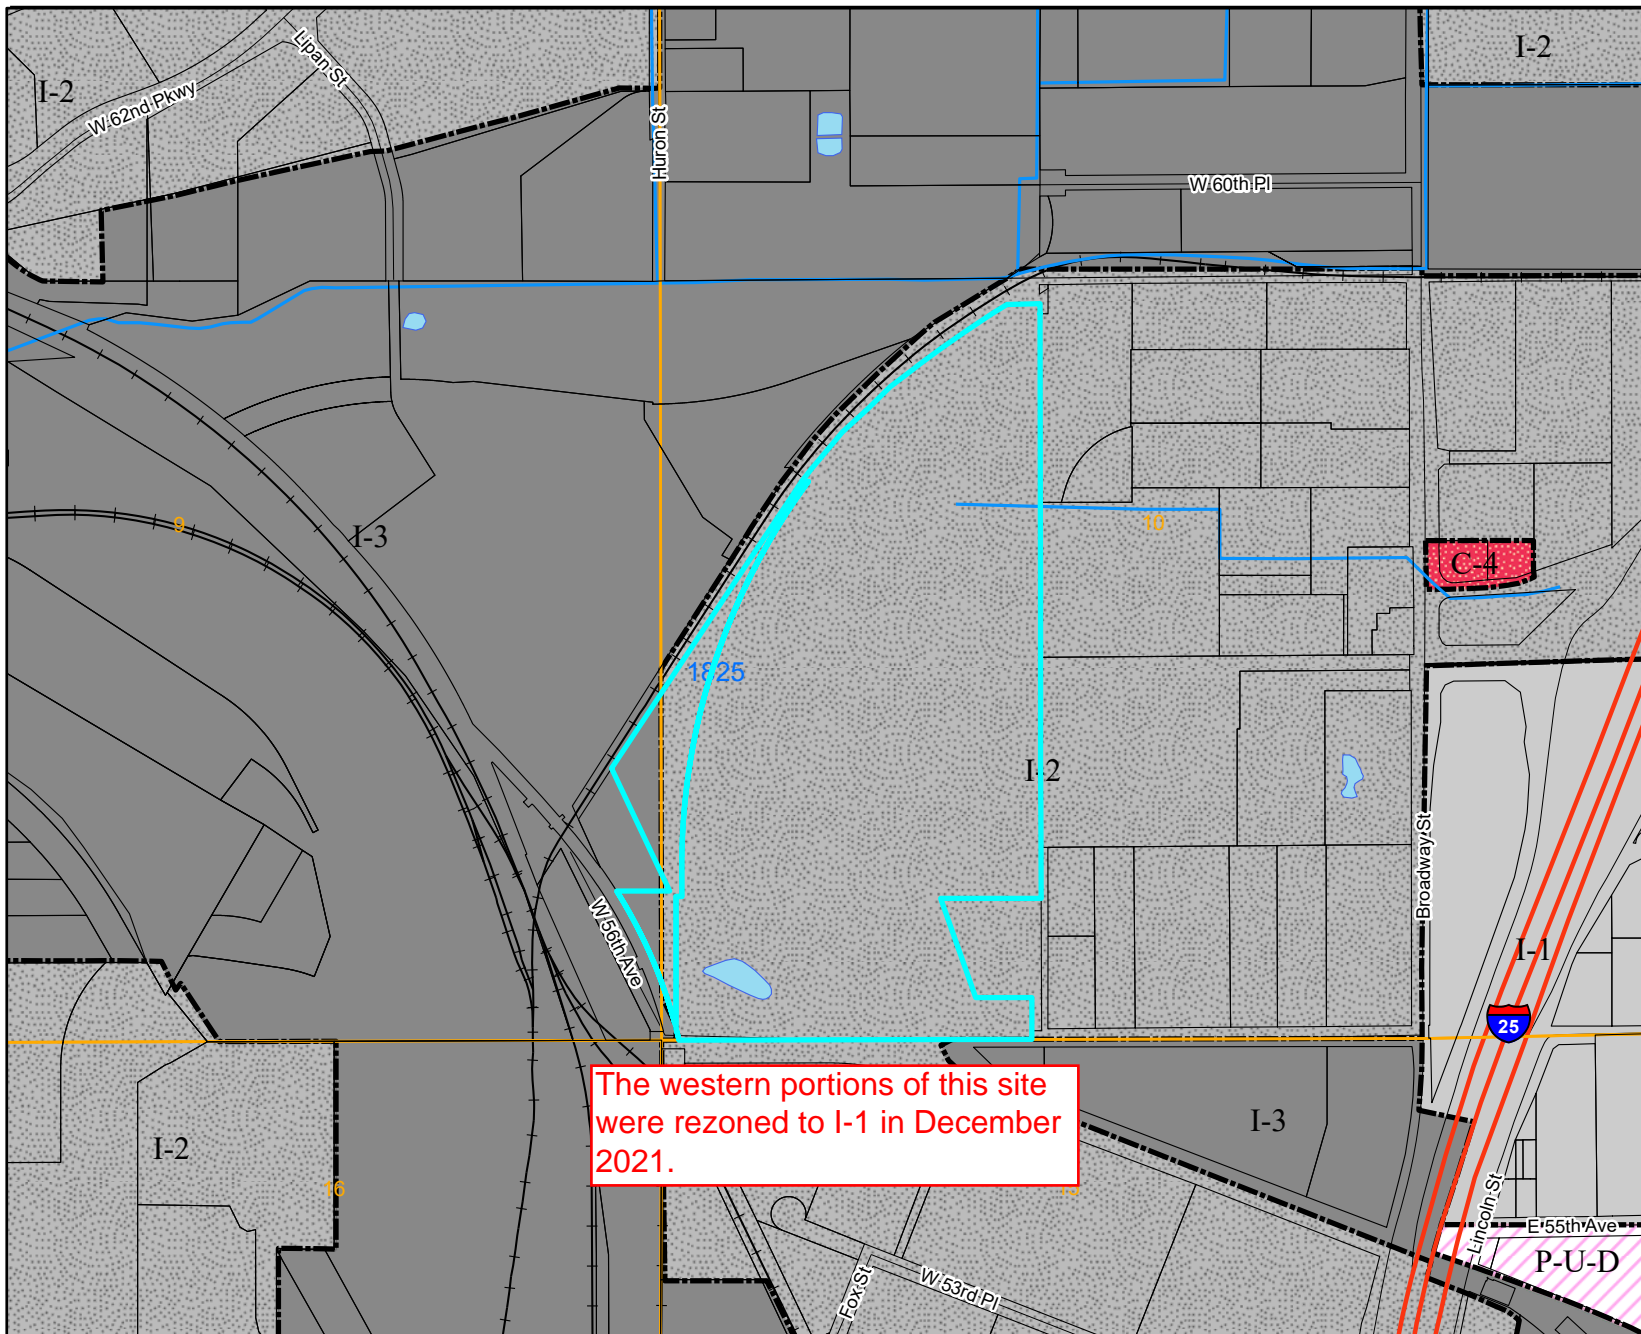 I-2
I-2
Lipan St
W 62nd Pkwy
Huron St
W 60th Pl
9
I-3
10
C-4
1825
I-2
Broadway St
W 56th Ave
I-1
25
The western portions of this site
were rezoned to I-1 in December
2021.
I-3
I-2
16
15
Lincoln St
E 55th Ave
P-U-D
W 53rd Pl
Fox St